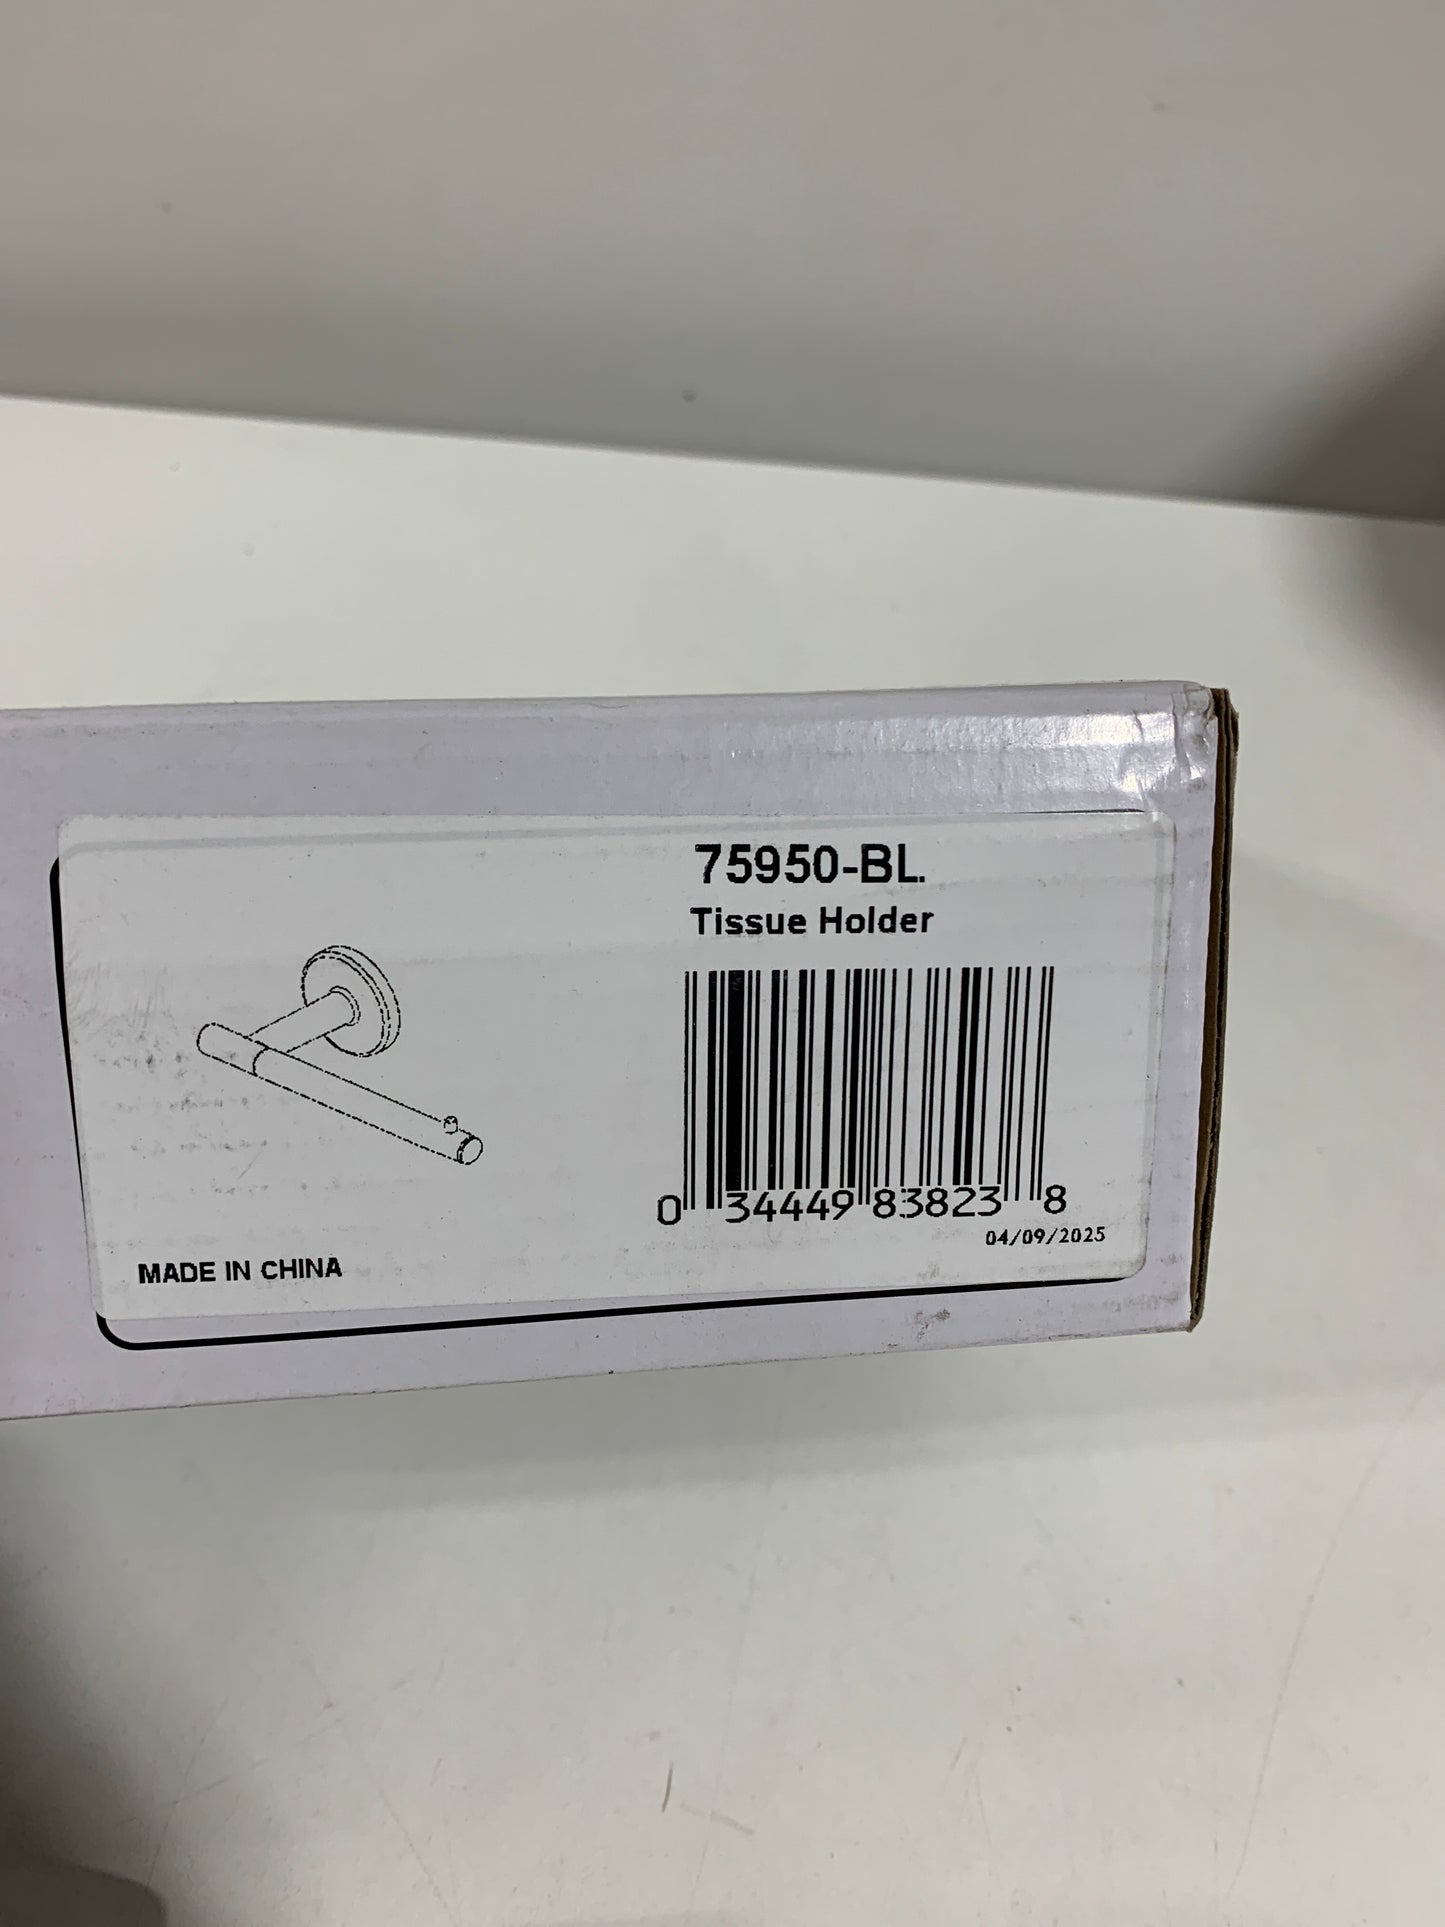 75950-BL
Tissue Holder
0 34449 83823 8
04/09/2025
MADE IN CHINA